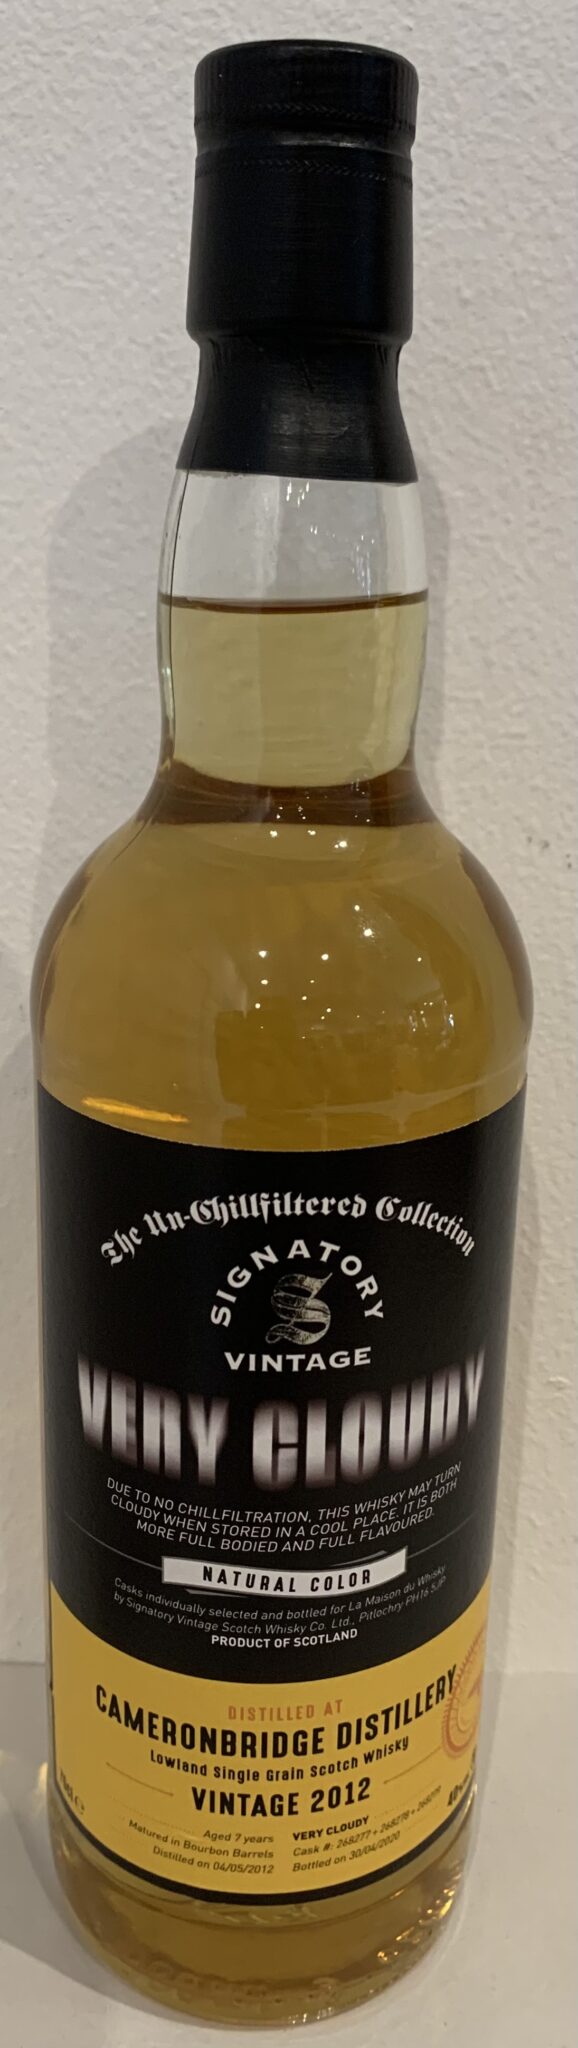 The Un-Chillfiltered Collection
SIGNATORY
VINTAGE
VERY CLOUDY
DUE TO NO CHILLFILTRATION, THIS WHISKY MAY TURN
CLOUDY WHEN STORED IN A COOL PLACE. IT IS BOTH
MORE FULL BODIED AND FULL FLAVOURED.
NATURAL COLOR
Casks individually selected and bottled for La Maison du Whisky
by Signatory Vintage Scotch Whisky Co. Ltd., Pitlochry PH16 5JP
PRODUCT OF SCOTLAND
DISTILLED AT
CAMERONBRIDGE DISTILLERY
Lowland Single Grain Scotch Whisky
VINTAGE 2012
Aged 7 years
Matured in Bourbon Barrels
Distilled on 04/05/2012
VERY CLOUDY
Cask #: 268277 + 268278 +
Bottled on 30/04/2020
70cl e